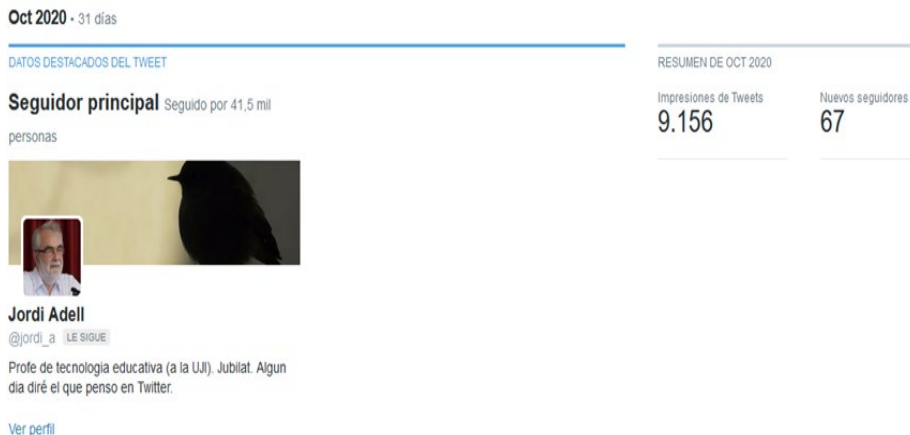 Oct 2020 • 31 días
DATOS DESTACADOS DEL TWEET
Seguidor principal Seguido por 41,5 mil
personas
Jordi Adell
@jordi_a LE SIGUE
Profe de tecnologia educativa (a la UJI). Jubilat. Algun
dia diré el que penso en Twitter.
Ver perfil
RESUMEN DE OCT 2020
Impresiones de Tweets
9.156
Nuevos seguidores
67